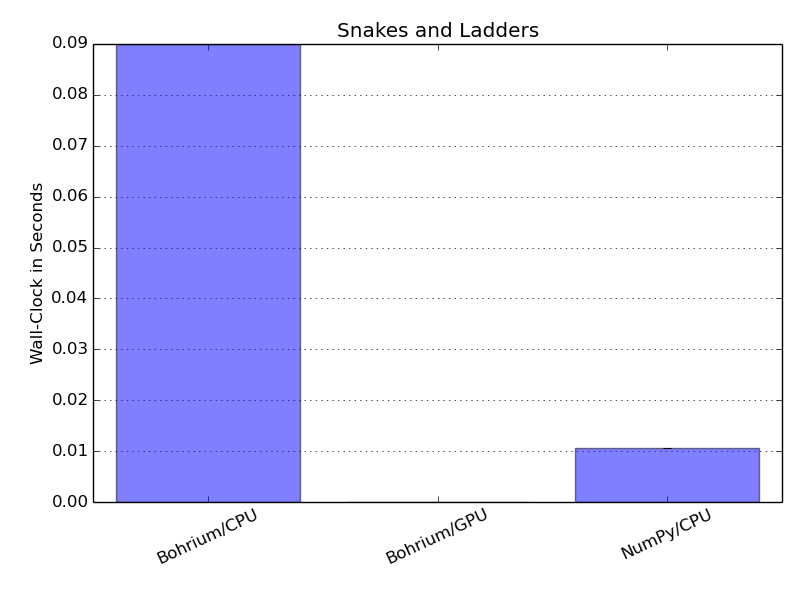 Snakes and Ladders
Wall-Clock in Seconds
0.09
0.08
0.07
0.06
0.05
0.04
0.03
0.02
0.01
0.00
Bohrium/CPU
Bohrium/GPU
NumPy/CPU